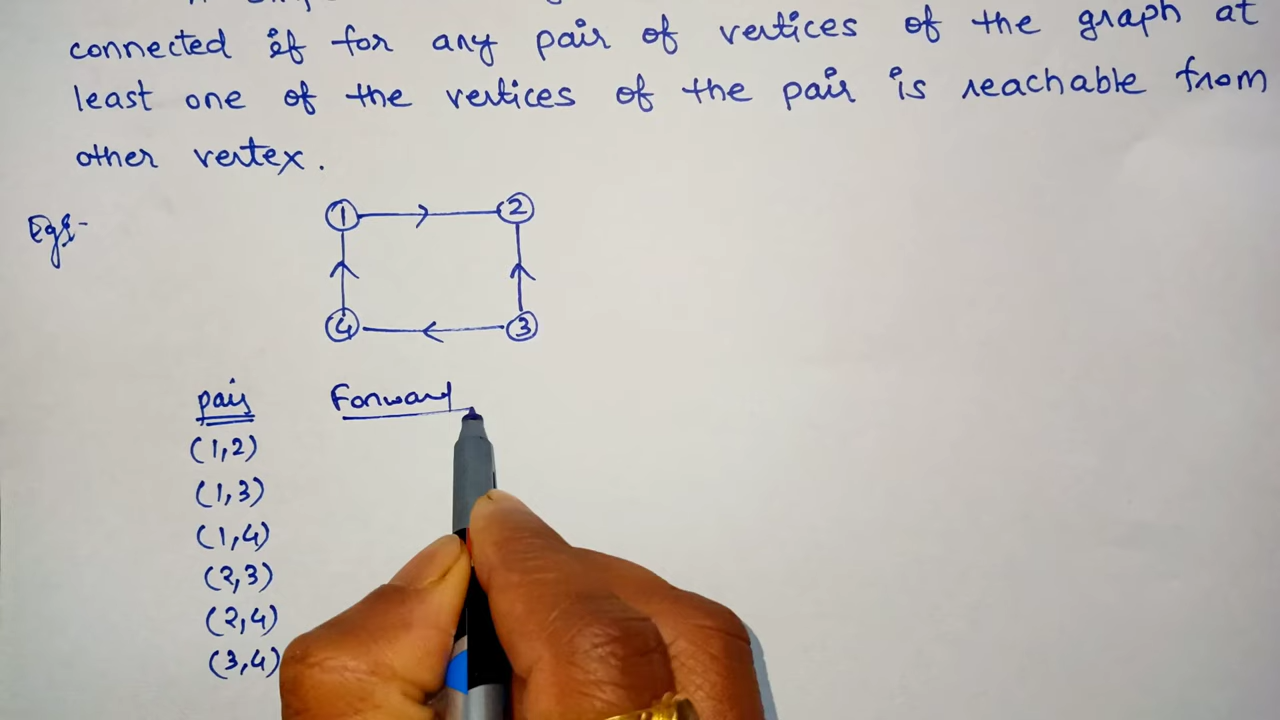 connected if for any pair of vertices of the graph at
least one of the vertices of the pair is reachable from
other vertex.
Eg:-
1 2
4 3
pair Forward
(1,2)
(1,3)
(1,4)
(2,3)
(2,4)
(3,4)